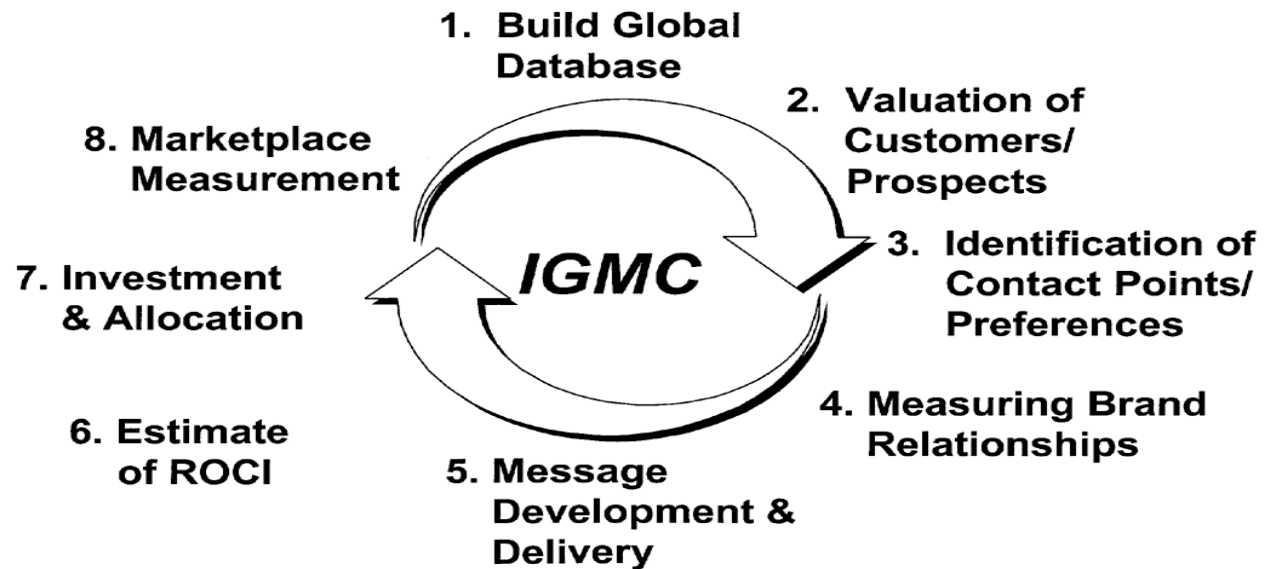 1. Build Global
Database
2. Valuation of
Customers/
Prospects
3. Identification of
Contact Points/
Preferences
4. Measuring Brand
Relationships
5. Message
Development &
Delivery
6. Estimate
of ROCI
7. Investment
& Allocation
8. Marketplace
Measurement
IGMC